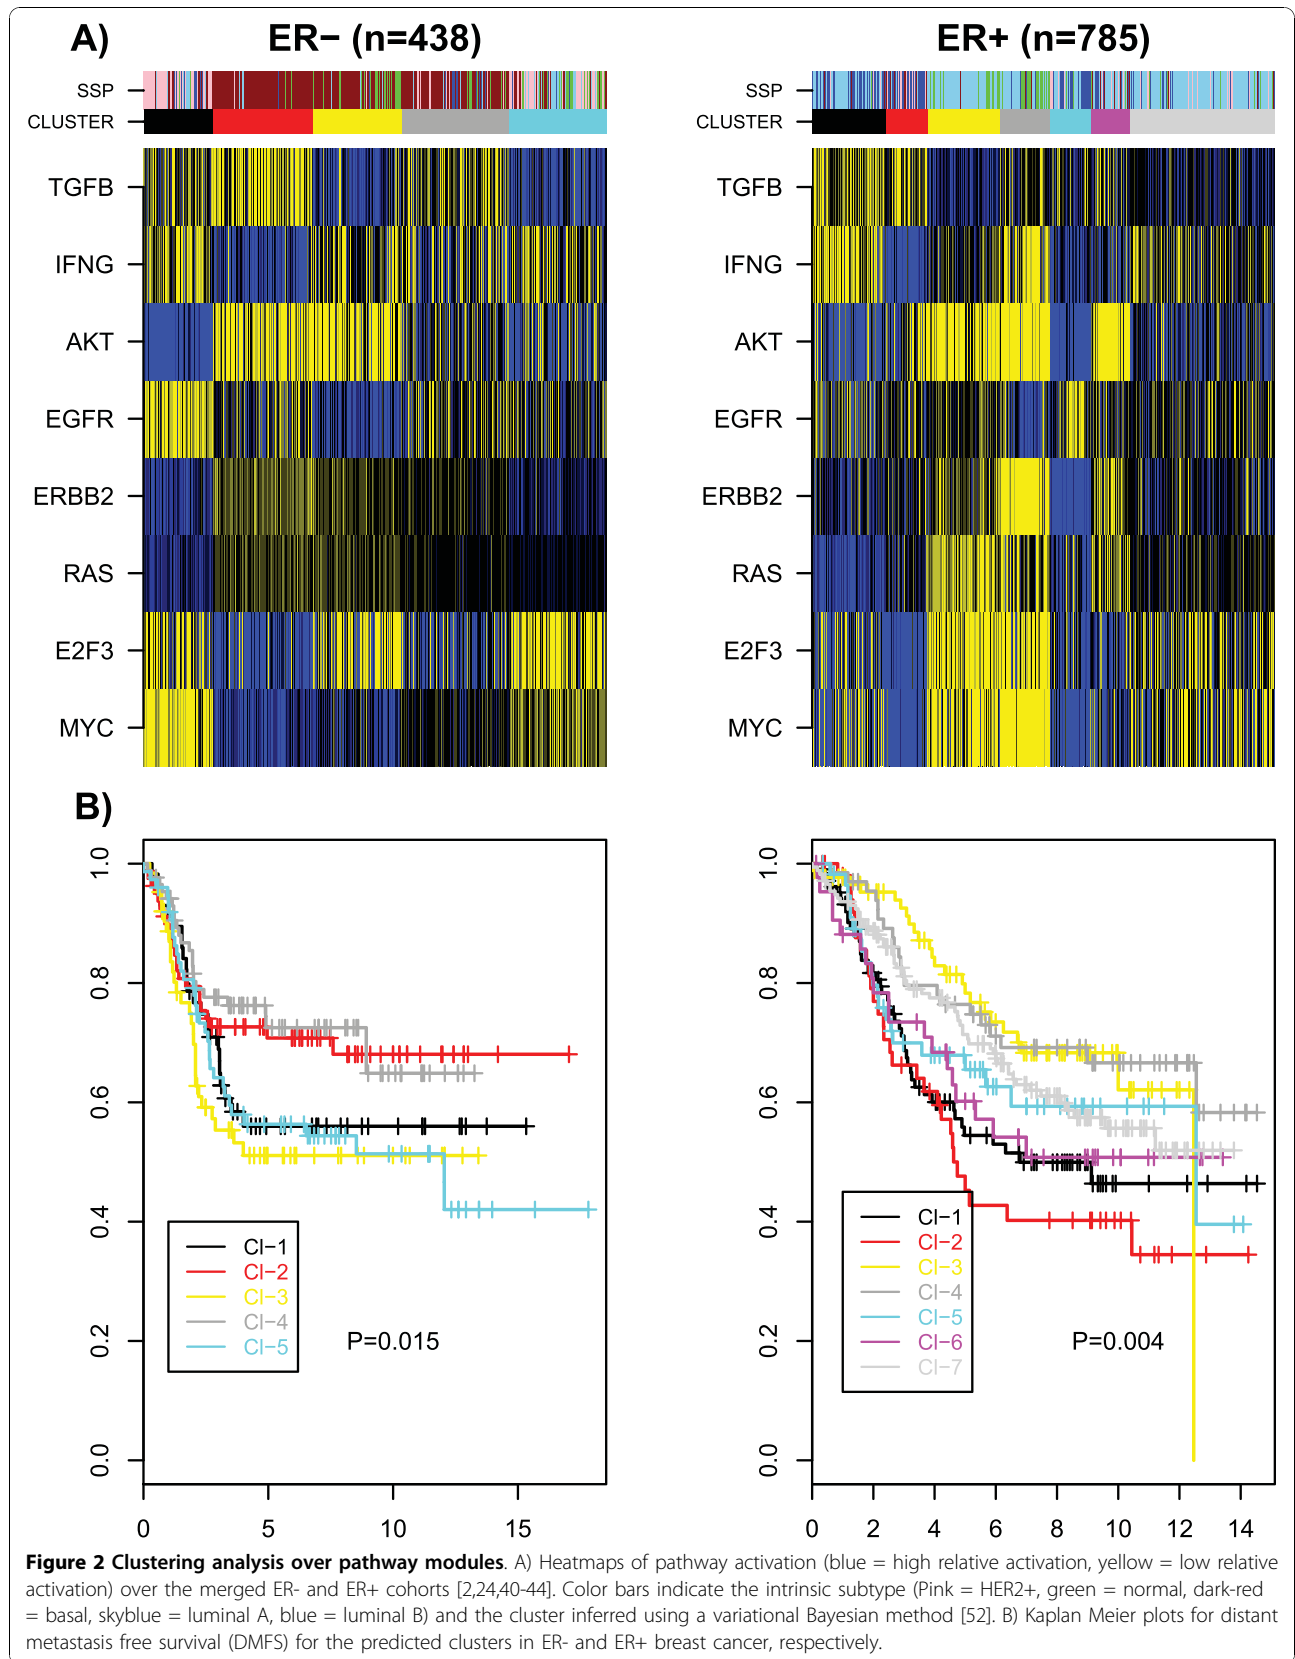 A)
ER− (n=438)
ER+ (n=785)
SSP
CLUSTER
TGFB
IFNG
AKT
EGFR
ERBB2
RAS
E2F3
MYC
SSP
CLUSTER
TGFB
IFNG
AKT
EGFR
ERBB2
RAS
E2F3
MYC
B)
1.0
0.8
0.6
0.4
0.2
0.0
Cl−1
Cl−2
Cl−3
Cl−4
Cl−5
P=0.015
0 5 10 15
1.0
0.8
0.6
0.4
0.2
0.0
Cl−1
Cl−2
Cl−3
Cl−4
Cl−5
Cl−6
Cl−7
P=0.004
0 2 4 6 8 10 12 14
Figure 2 Clustering analysis over pathway modules. A) Heatmaps of pathway activation (blue = high relative activation, yellow = low relative
activation) over the merged ER- and ER+ cohorts [2,24,40-44]. Color bars indicate the intrinsic subtype (Pink = HER2+, green = normal, dark-red
= basal, skyblue = luminal A, blue = luminal B) and the cluster inferred using a variational Bayesian method [52]. B) Kaplan Meier plots for distant
metastasis free survival (DMFS) for the predicted clusters in ER- and ER+ breast cancer, respectively.